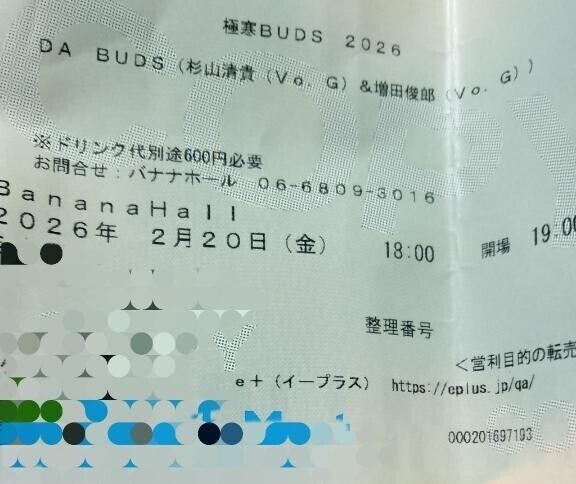 極寒BUDS 2026
DA BUDS（杉山清貴（Vo. G）&増田俊郎（Vo. G））
※ドリンク代別途600円必要
お問合せ：バナナホール 06-6809-3016
BananaHall
2026年 2月20日（金） 18:00 開場 19:00
整理番号
＜営利目的の転売
e+（イープラス） https://eplus.jp/qa/
000201697193
COPY